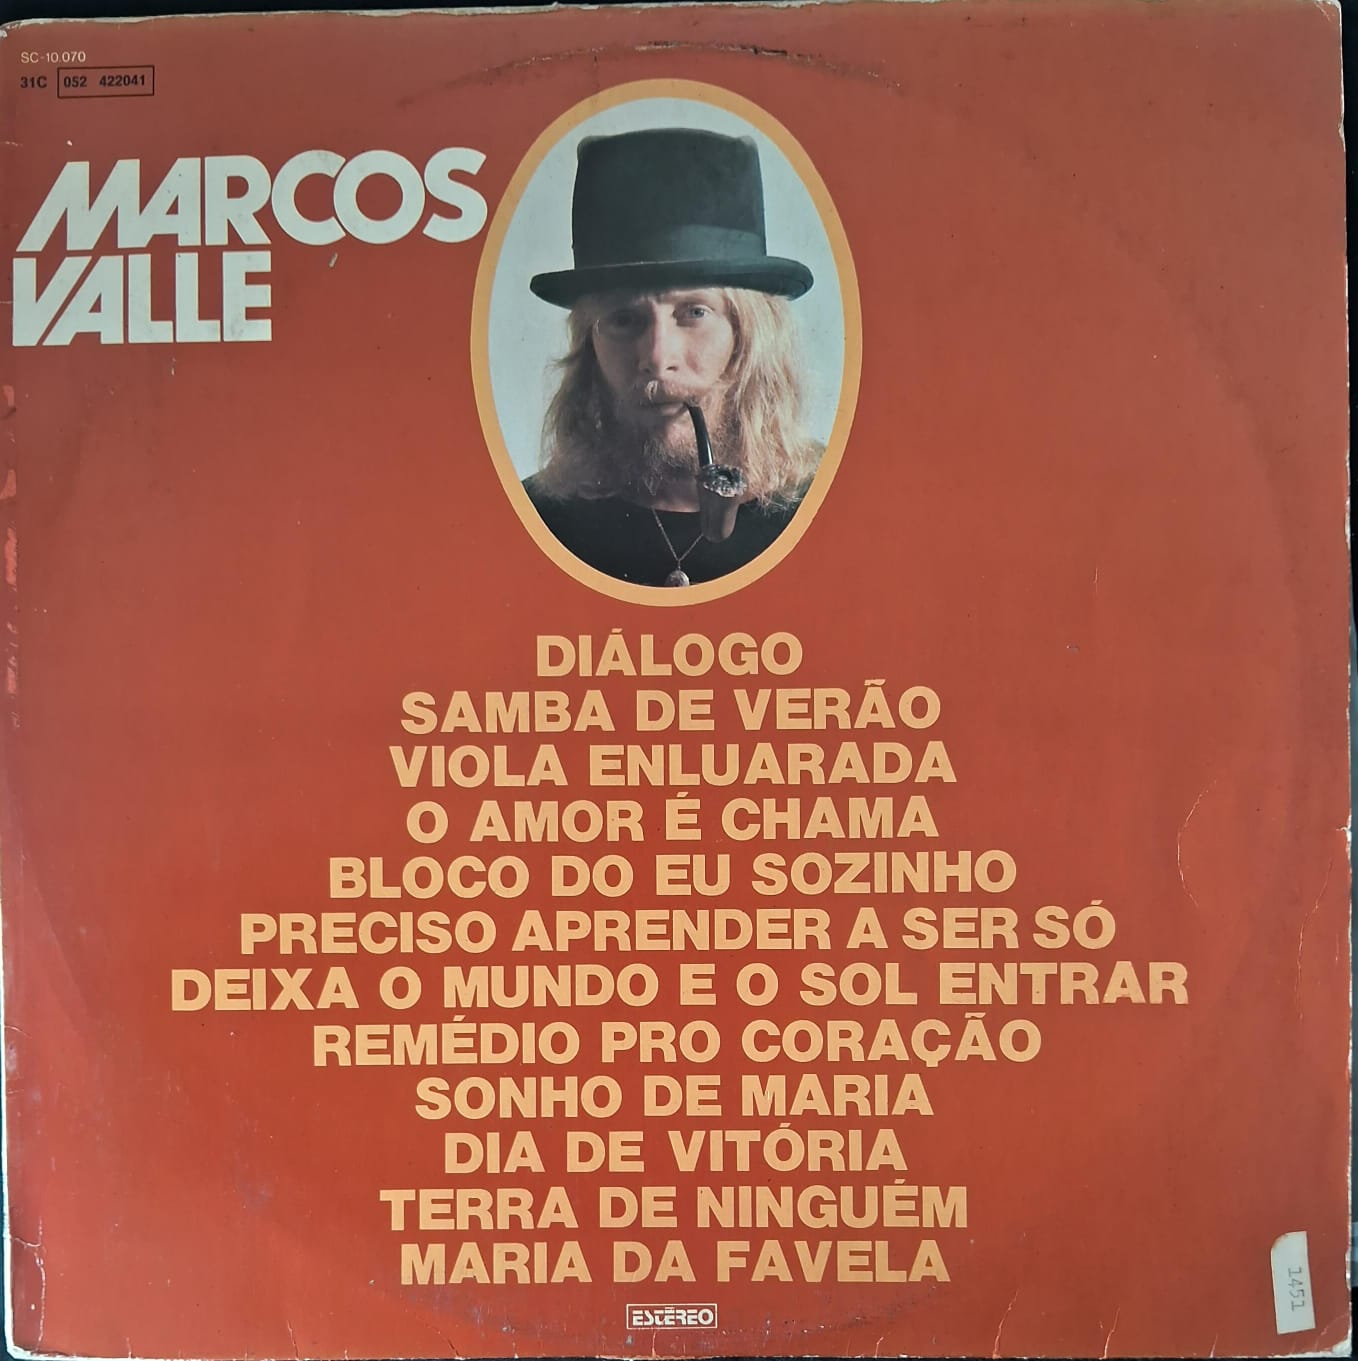 SC-10.070
31C 052 422041
MARCOS
VALLE
DIÁLOGO
SAMBA DE VERÃO
VIOLA ENLUARADA
O AMOR É CHAMA
BLOCO DO EU SOZINHO
PRECISO APRENDER A SER SÓ
DEIXA O MUNDO E O SOL ENTRAR
REMÉDIO PRO CORAÇÃO
SONHO DE MARIA
DIA DE VITÓRIA
TERRA DE NINGUÉM
MARIA DA FAVELA
ESTÉREO
1451